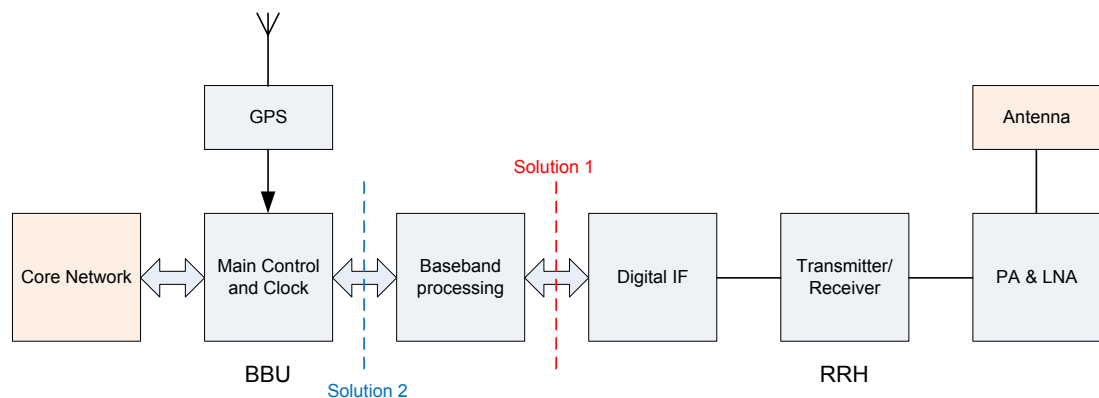 GPS
Antenna
Solution 1
Core Network
Main Control
and Clock
Baseband
processing
Digital IF
Transmitter/
Receiver
PA & LNA
BBU
RRH
Solution 2